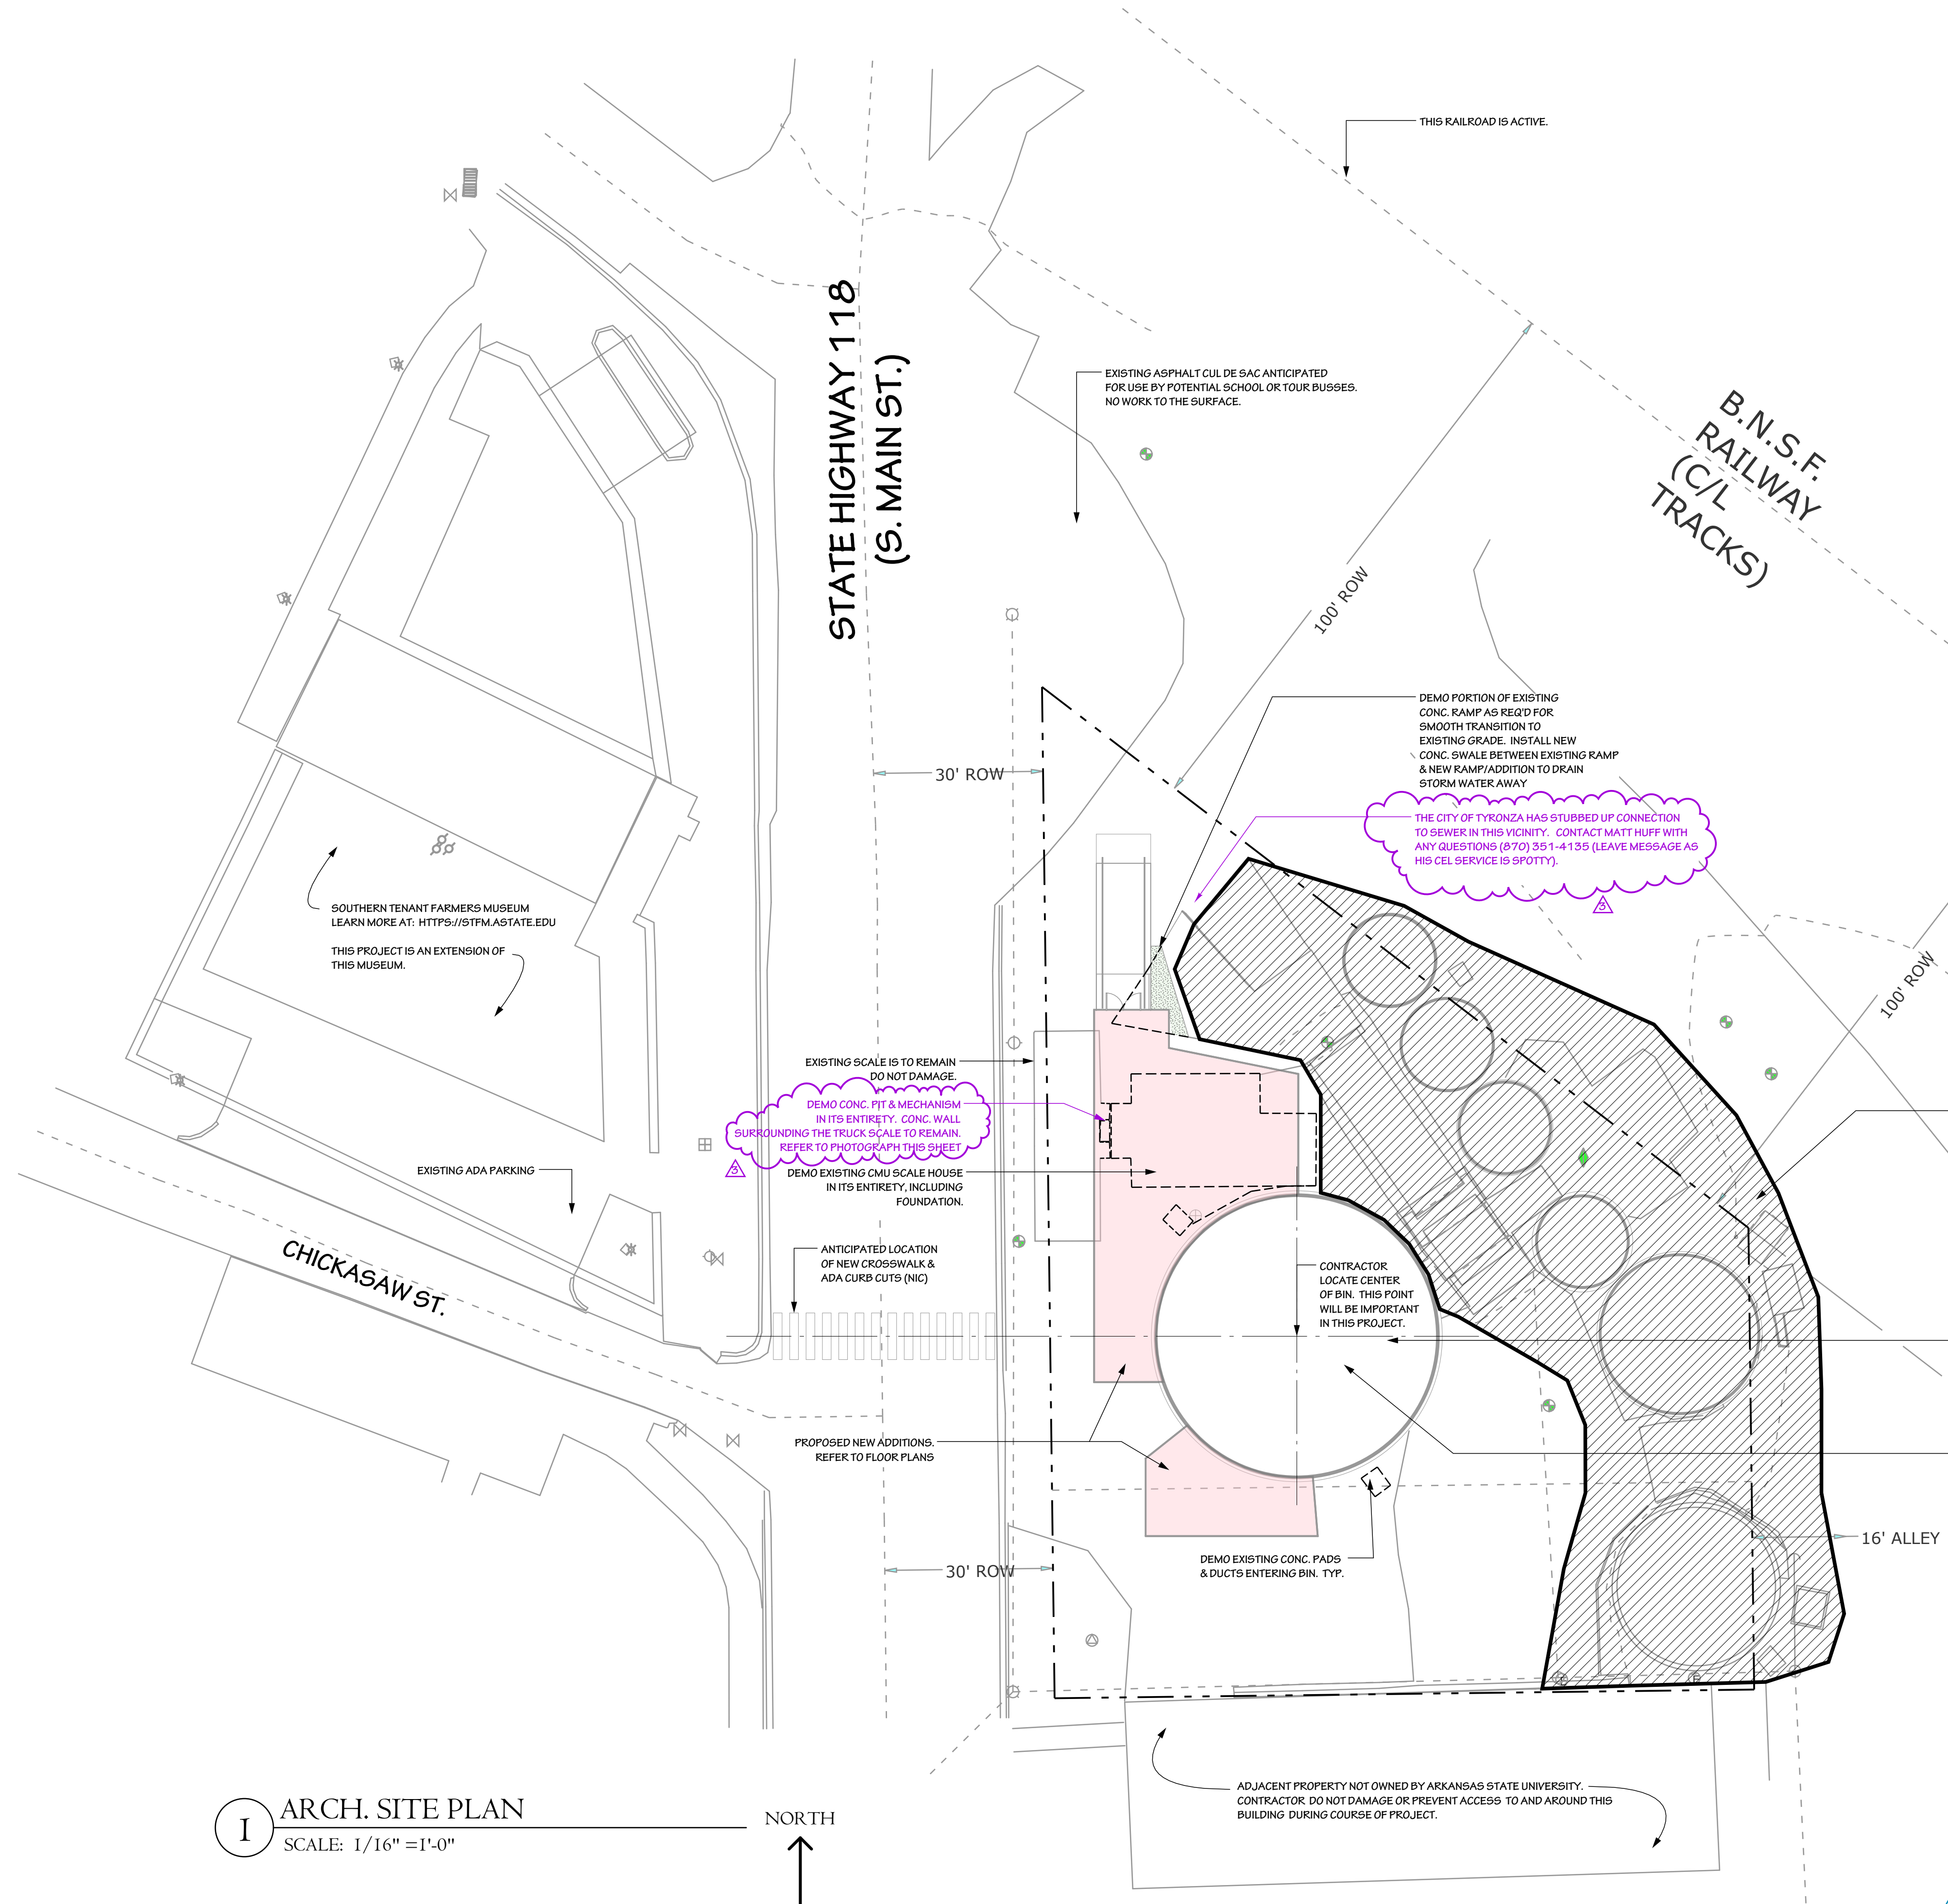 THIS RAILROAD IS ACTIVE.
STATE HIGHWAY 118
(S. MAIN ST.)
EXISTING ASPHALT CUL DE SAC ANTICIPATED
FOR USE BY POTENTIAL SCHOOL OR TOUR BUSSES.
NO WORK TO THE SURFACE.
B.N.S.F.
RAILWAY
(C/L
TRACKS)
100' ROW
DEMO PORTION OF EXISTING
CONC. RAMP AS REQ'D FOR
SMOOTH TRANSITION TO
EXISTING GRADE. INSTALL NEW
CONC. SWALE BETWEEN EXISTING RAMP
& NEW RAMP/ADDITION TO DRAIN
STORM WATER AWAY
30' ROW
THE CITY OF TYRONZA HAS STUBBED UP CONNECTION
TO SEWER IN THIS VICINITY. CONTACT MATT HUFF WITH
ANY QUESTIONS (870) 351-4135 (LEAVE MESSAGE AS
HIS CEL SERVICE IS SPOTTY).
3
SOUTHERN TENANT FARMERS MUSEUM
LEARN MORE AT: HTTPS://STFM.ASTATE.EDU
THIS PROJECT IS AN EXTENSION OF
THIS MUSEUM.
100' ROW
EXISTING SCALE IS TO REMAIN
DO NOT DAMAGE.
DEMO CONC. PIT & MECHANISM
IN ITS ENTIRETY. CONC. WALL
SURROUNDING THE TRUCK SCALE TO REMAIN.
REFER TO PHOTOGRAPH THIS SHEET
3
DEMO EXISTING CMU SCALE HOUSE
IN ITS ENTIRETY, INCLUDING
FOUNDATION.
EXISTING ADA PARKING
CHICKASAW ST.
ANTICIPATED LOCATION
OF NEW CROSSWALK &
ADA CURB CUTS (NIC)
CONTRACTOR
LOCATE CENTER
OF BIN. THIS POINT
WILL BE IMPORTANT
IN THIS PROJECT.
PROPOSED NEW ADDITIONS.
REFER TO FLOOR PLANS
16' ALLEY
DEMO EXISTING CONC. PADS
& DUCTS ENTERING BIN. TYP.
30' ROW
ADJACENT PROPERTY NOT OWNED BY ARKANSAS STATE UNIVERSITY.
CONTRACTOR DO NOT DAMAGE OR PREVENT ACCESS TO AND AROUND THIS
BUILDING DURING COURSE OF PROJECT.
1 ARCH. SITE PLAN
SCALE: 1/16" =1'-0"
NORTH